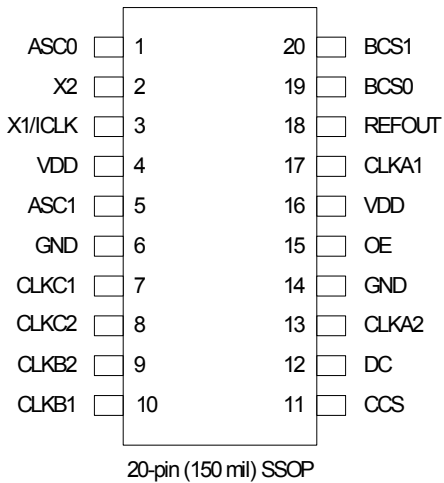 ASC0 1 20 BCS1
X2 2 19 BCS0
X1/ICLK 3 18 REFOUT
VDD 4 17 CLKA1
ASC1 5 16 VDD
GND 6 15 OE
CLKC1 7 14 GND
CLKC2 8 13 CLKA2
CLKB2 9 12 DC
CLKB1 10 11 CCS
20-pin (150 mil) SSOP